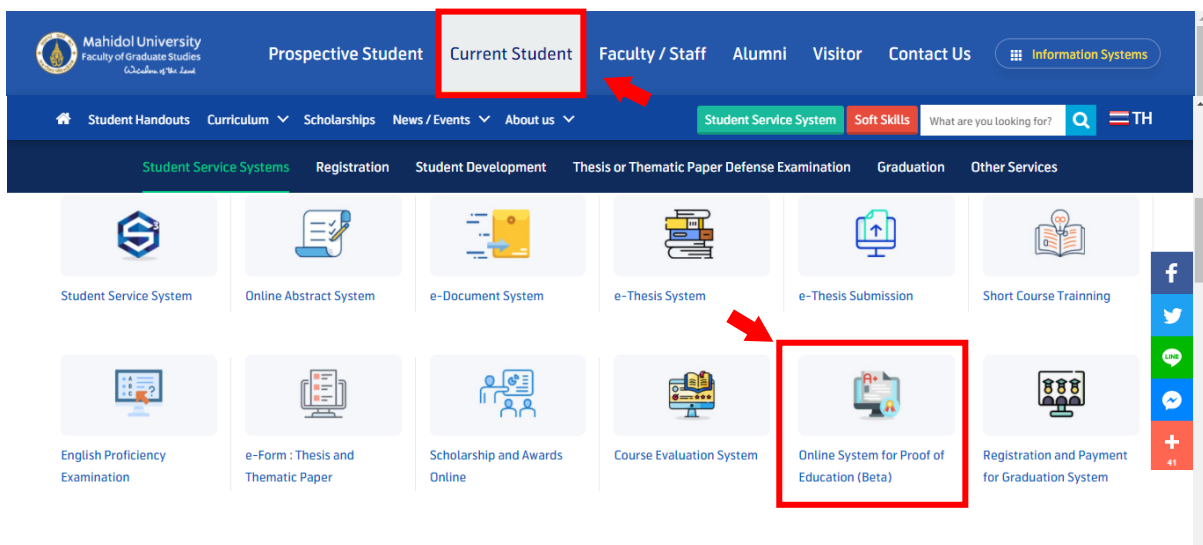 Mahidol University
Faculty of Graduate Studies
Wisdom of the Land
Prospective Student
Current Student
Faculty / Staff
Alumni
Visitor
Contact Us
Information Systems
Student Handouts
Curriculum
Scholarships
News / Events
About us
Student Service System
Soft Skills
What are you looking for?
TH
Student Service Systems
Registration
Student Development
Thesis or Thematic Paper Defense Examination
Graduation
Other Services
Student Service System
Online Abstract System
e-Document System
e-Thesis System
e-Thesis Submission
Short Course Trainning
English Proficiency
Examination
e-Form : Thesis and
Thematic Paper
Scholarship and Awards
Online
Course Evaluation System
A+
Online System for Proof of
Education (Beta)
Registration and Payment
for Graduation System
LINE
41